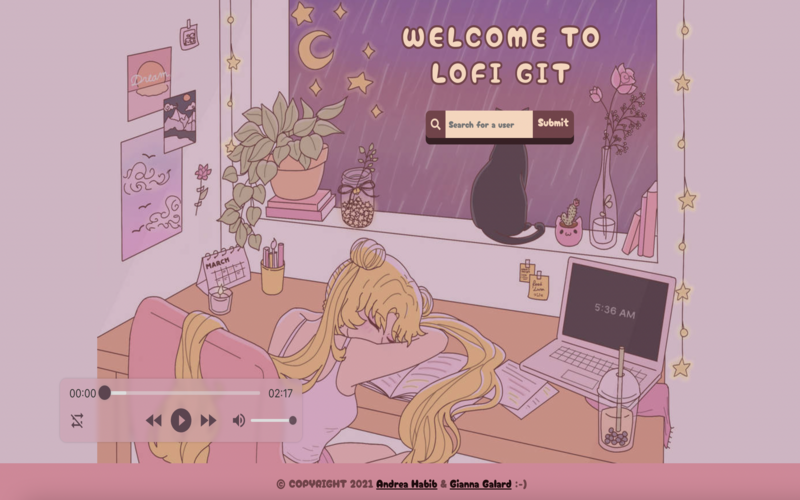 WELCOME TO
LOFI GIT
Search for a user
Submit
Dream
MARCH
5:36 AM
00:00
02:17
© COPYRIGHT 2021 Andrea Habib & Gianna Galard :-)